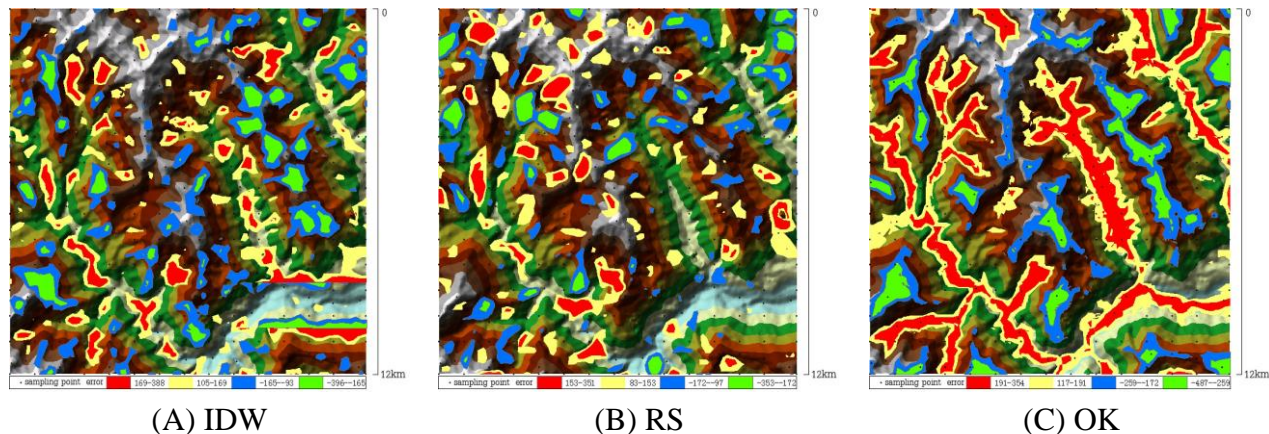 0
12km
- sampling point error 169-388 105-169 -165--93 -396--165
(A) IDW
0
12km
- sampling point error 153-351 83-153 -172--97 -353--172
(B) RS
0
12km
- sampling point error 191-354 117-191 -259--172 -487--259
(C) OK